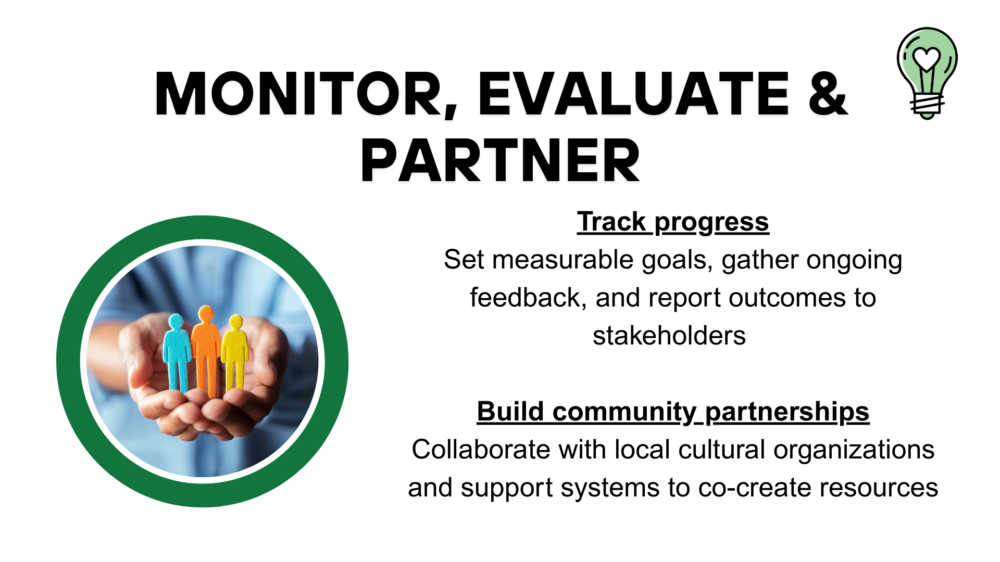 MONITOR, EVALUATE &
PARTNER
Track progress
Set measurable goals, gather ongoing
feedback, and report outcomes to
stakeholders
Build community partnerships
Collaborate with local cultural organizations
and support systems to co-create resources